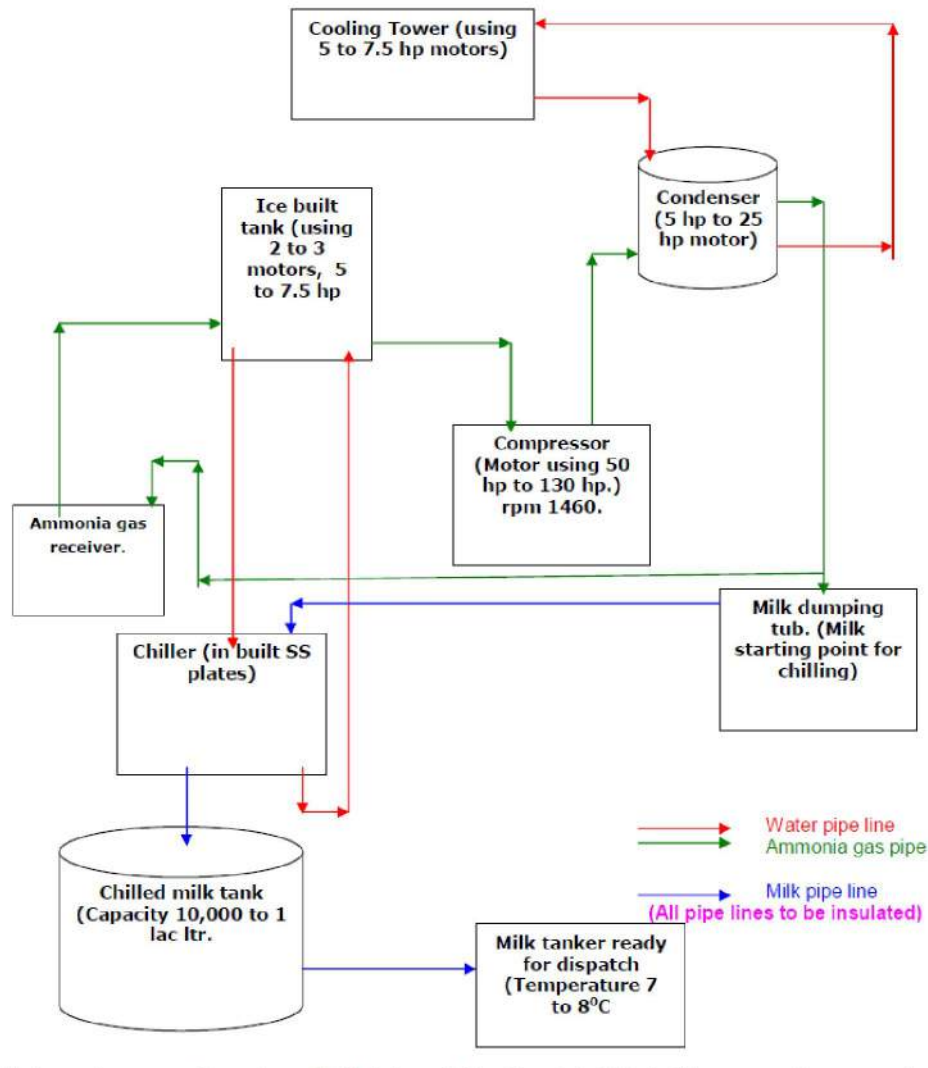 Cooling Tower (using
5 to 7.5 hp motors)
Condenser
(5 hp to 25
hp motor)
Ice built
tank (using
2 to 3
motors, 5
to 7.5 hp
Compressor
(Motor using 50
hp to 130 hp.)
rpm 1460.
Ammonia gas
receiver.
Milk dumping
tub. (Milk
starting point for
chilling)
Chiller (in built SS
plates)
Water pipe line
Ammonia gas pipe
Milk pipe line
(All pipe lines to be insulated)
Chilled milk tank
(Capacity 10,000 to 1
lac ltr.
Milk tanker ready
for dispatch
(Temperature 7
to 8⁰C